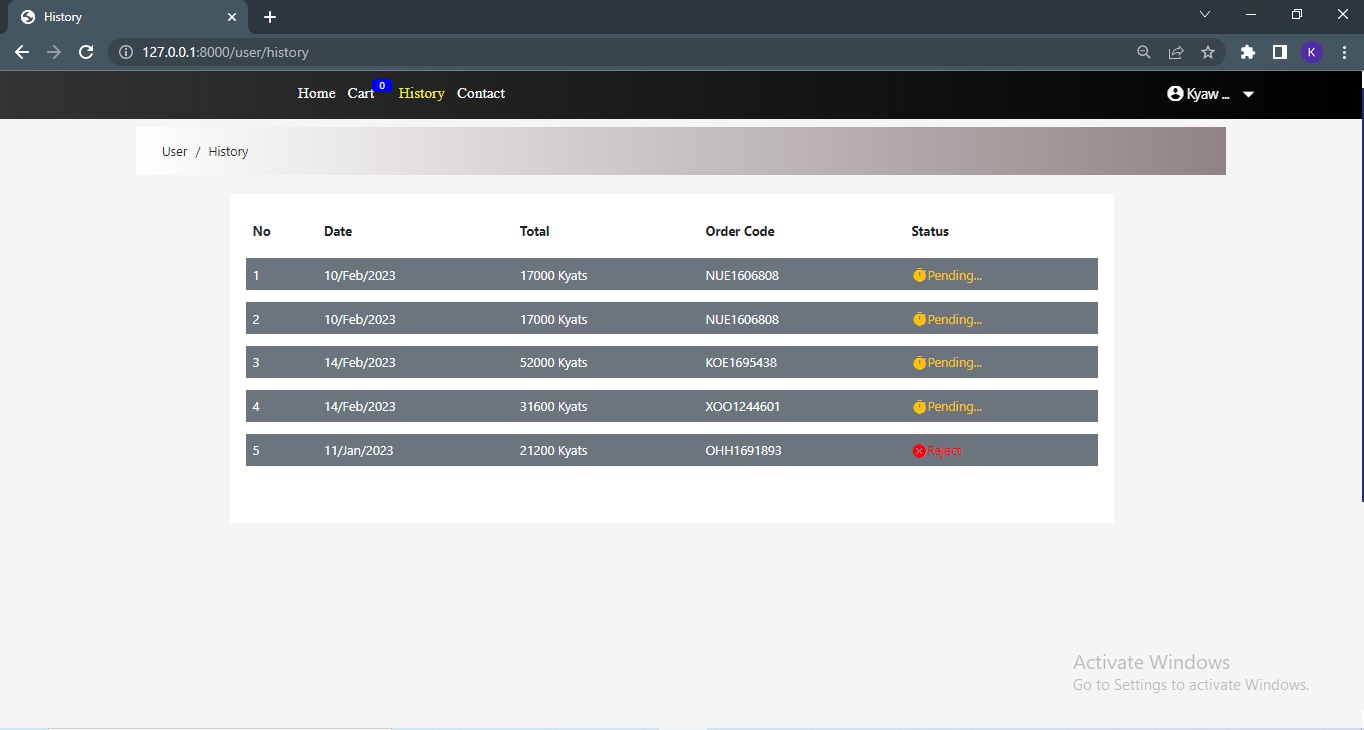 History
127.0.0.1:8000/user/history
K
Home Cart 0 History Contact Kyaw ...
User / History
No Date Total Order Code Status
1 10/Feb/2023 17000 Kyats NUE1606808 Pending...
2 10/Feb/2023 17000 Kyats NUE1606808 Pending...
3 14/Feb/2023 52000 Kyats KOE1695438 Pending...
4 14/Feb/2023 31600 Kyats XOO1244601 Pending...
5 11/Jan/2023 21200 Kyats OHH1691893 Reject
Activate Windows
Go to Settings to activate Windows.